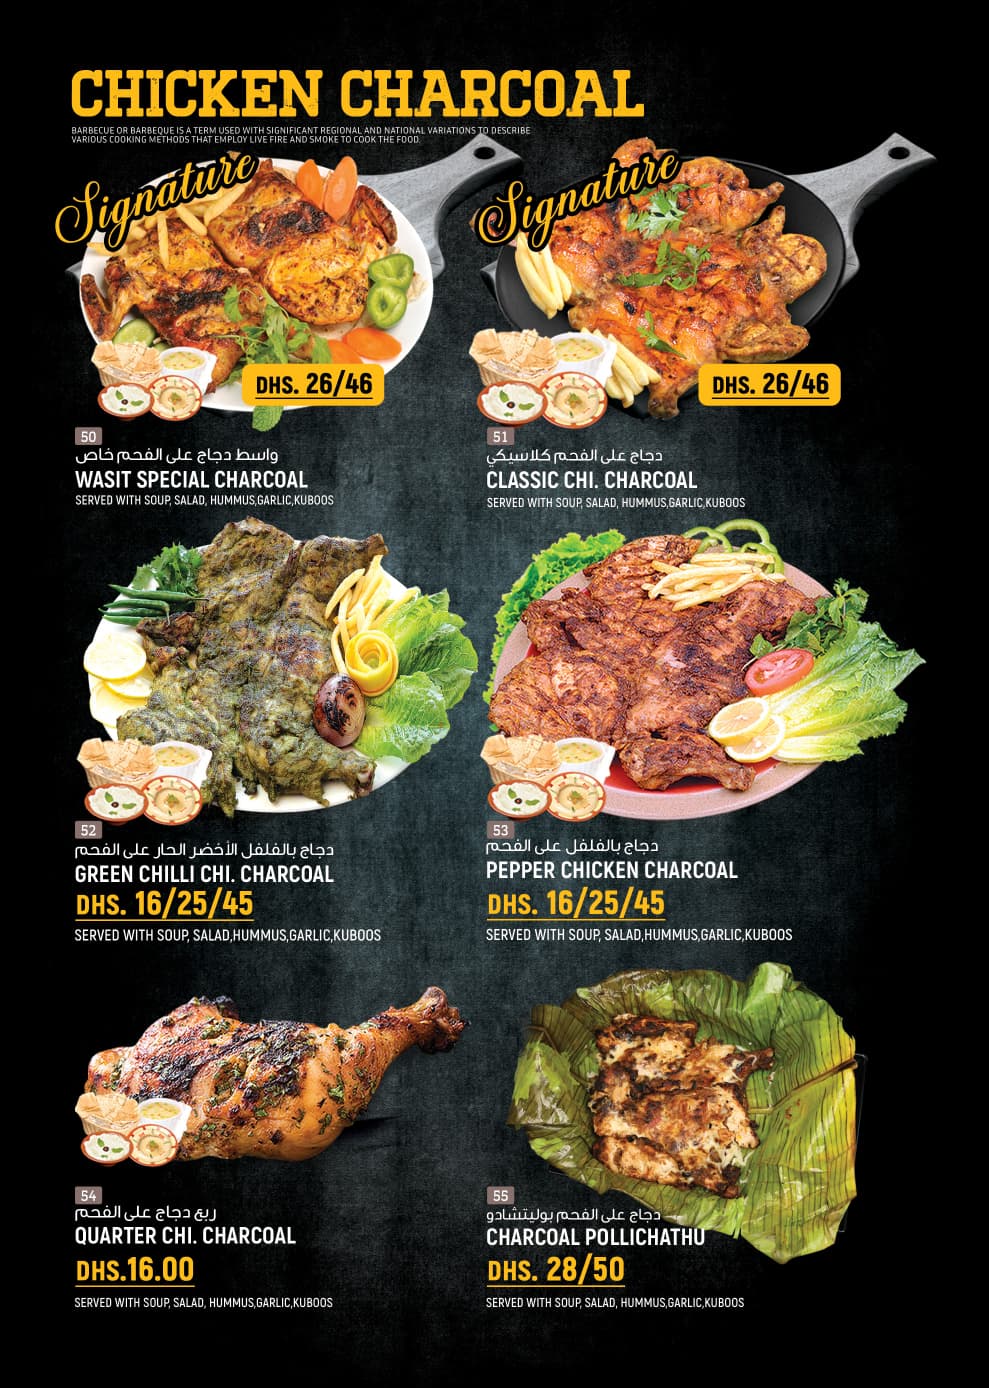 CHICKEN CHARCOAL
BARBECUE OR BARBEQUE IS A TERM USED WITH SIGNIFICANT REGIONAL AND NATIONAL VARIATIONS TO DESCRIBE
VARIOUS COOKING METHODS THAT EMPLOY LIVE FIRE AND SMOKE TO COOK THE FOOD.
Signature
DHS. 26/46
50
واسط دجاج على الفحم خاص
WASIT SPECIAL CHARCOAL
SERVED WITH SOUP, SALAD, HUMMUS,GARLIC,KUBOOS
Signature
DHS. 26/46
51
دجاج على الفحم كلاسيكي
CLASSIC CHI. CHARCOAL
SERVED WITH SOUP, SALAD, HUMMUS,GARLIC,KUBOOS
52
دجاج بالفلفل الأخضر الحار على الفحم
GREEN CHILLI CHI. CHARCOAL
DHS. 16/25/45
SERVED WITH SOUP, SALAD,HUMMUS,GARLIC,KUBOOS
53
دجاج بالفلفل على الفحم
PEPPER CHICKEN CHARCOAL
DHS. 16/25/45
SERVED WITH SOUP, SALAD,HUMMUS,GARLIC,KUBOOS
54
ربع دجاج على الفحم
QUARTER CHI. CHARCOAL
DHS.16.00
SERVED WITH SOUP, SALAD, HUMMUS,GARLIC,KUBOOS
55
دجاج على الفحم بوليتشادو
CHARCOAL POLLICHATHU
DHS. 28/50
SERVED WITH SOUP, SALAD, HUMMUS,GARLIC,KUBOOS